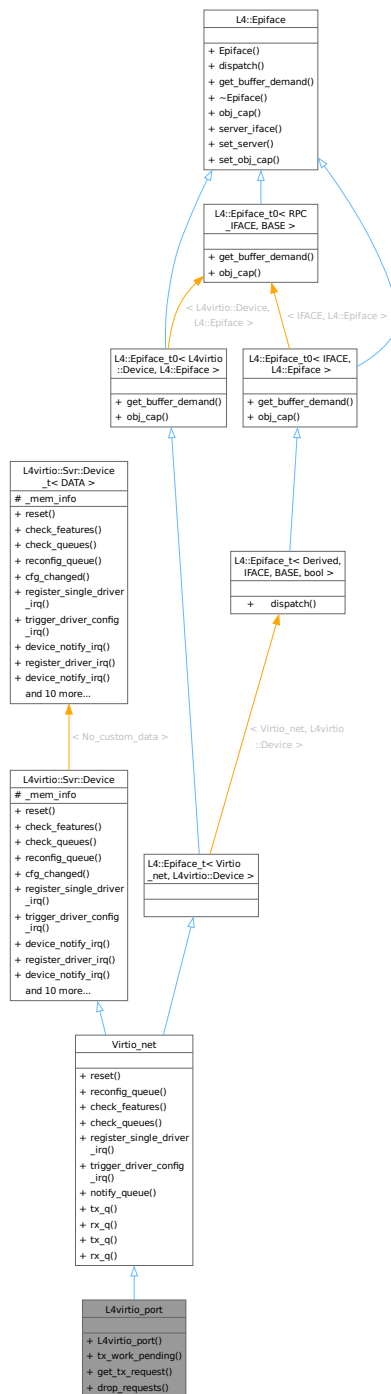 L4::Epiface
+ Epiface()
+ dispatch()
+ get_buffer_demand()
+ ~Epiface()
+ obj_cap()
+ server_iface()
+ set_server()
+ set_obj_cap()
L4::Epiface_t0< RPC
_IFACE, BASE >
+ get_buffer_demand()
+ obj_cap()
< L4virtio::Device,
L4::Epiface >
< IFACE, L4::Epiface >
L4::Epiface_t0< L4virtio
::Device, L4::Epiface >
+ get_buffer_demand()
+ obj_cap()
L4::Epiface_t0< IFACE,
L4::Epiface >
+ get_buffer_demand()
+ obj_cap()
L4virtio::Svr::Device
_t< DATA >
# _mem_info
+ reset()
+ check_features()
+ check_queues()
+ reconfig_queue()
+ cfg_changed()
+ register_single_driver
_irq()
+ trigger_driver_config
_irq()
+ device_notify_irq()
+ register_driver_irq()
+ device_notify_irq()
and 10 more...
L4::Epiface_t< Derived,
IFACE, BASE, bool >
+ dispatch()
< No_custom_data >
< Virtio_net, L4virtio
::Device >
L4virtio::Svr::Device
# _mem_info
+ reset()
+ check_features()
+ check_queues()
+ reconfig_queue()
+ cfg_changed()
+ register_single_driver
_irq()
+ trigger_driver_config
_irq()
+ device_notify_irq()
+ register_driver_irq()
+ device_notify_irq()
and 10 more...
L4::Epiface_t< Virtio
_net, L4virtio::Device >
Virtio_net
+ reset()
+ reconfig_queue()
+ check_features()
+ check_queues()
+ register_single_driver
_irq()
+ trigger_driver_config
_irq()
+ notify_queue()
+ tx_q()
+ rx_q()
+ tx_q()
+ rx_q()
L4virtio_port
+ L4virtio_port()
+ tx_work_pending()
+ get_tx_request()
+ drop_requests()